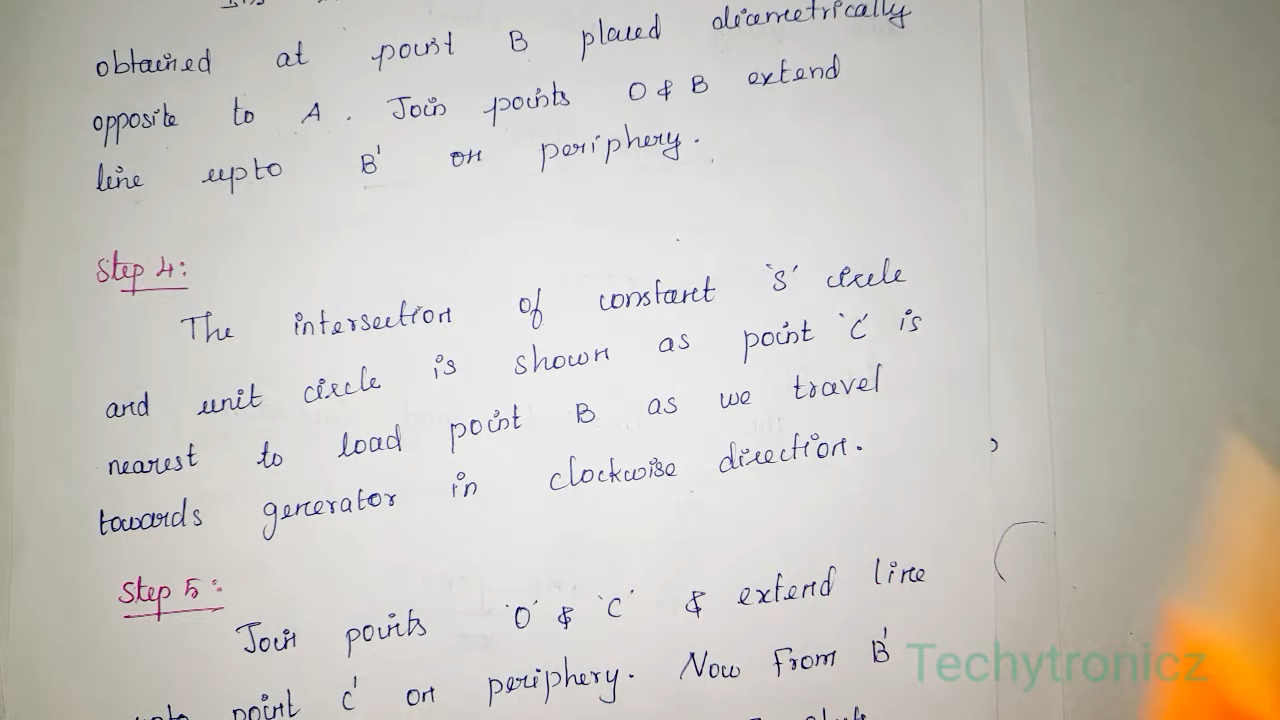 obtained at point B placed diametrically
opposite to A. Join points O & B extend
line upto B' on periphery.
Step 4:
The intersection of constant 'S' circle
and unit circle is shown as point 'C' is
nearest to load point B as we travel
towards generator in clockwise direction.
Step 5:
Join points 'O' & 'C' & extend line
upto point C' on periphery. Now from B'
Techytronicz